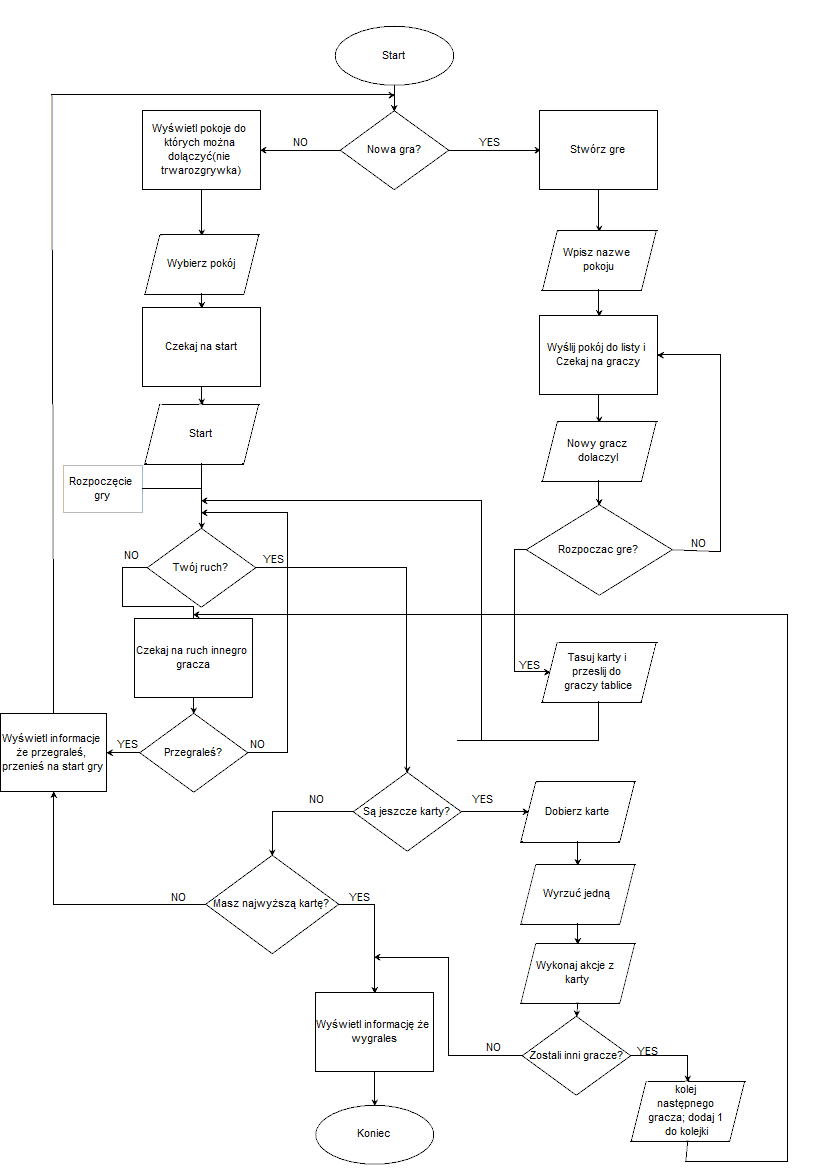 Start
Wyświetl pokoje do
których można
dolączyć(nie
trwarozgrywka)
NO
Nowa gra?
YES
Stwórz gre
Wybierz pokój
Wpisz nazwe
pokoju
Czekaj na start
Wyślij pokój do listy i
Czekaj na graczy
Start
Nowy gracz
dolaczyl
Rozpoczęcie
gry
Rozpoczac gre?
NO
NO
Twój ruch?
YES
Czekaj na ruch innegro
gracza
YES
Tasuj karty i
przeslij do
graczy tablice
Wyświetl informacje
że przegraleś,
przenieś na start gry
YES
Przegraleś?
NO
NO
Są jeszcze karty?
YES
Dobierz karte
NO
Masz najwyższą kartę?
YES
Wyrzuć jedną
Wykonaj akcje z
karty
Wyświetl informację że
wygrales
NO
Zostali inni gracze?
YES
kolej
następnego
gracza; dodaj 1
do kolejki
Koniec